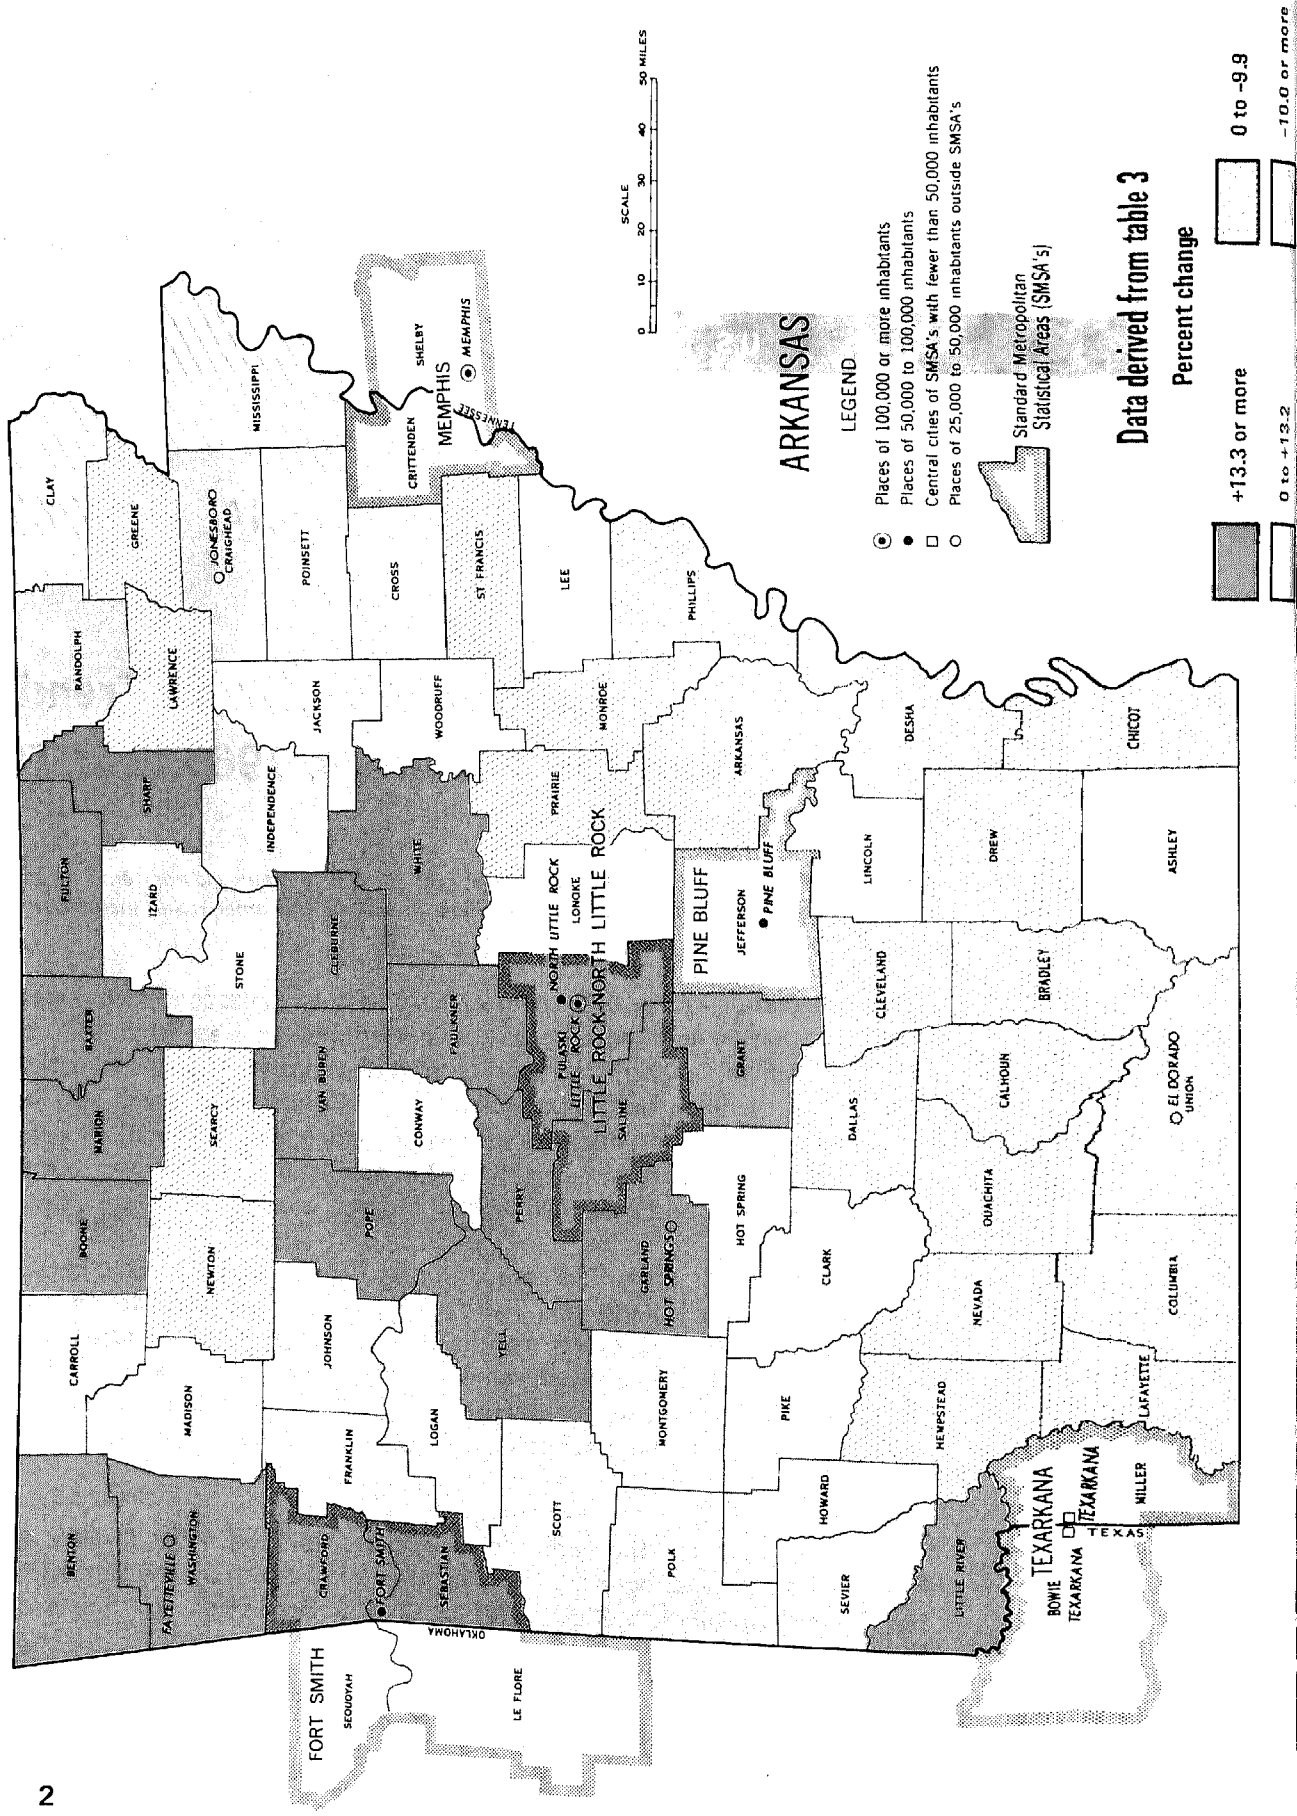 2
BENTON
CARROLL
BOONE
MARION
BAXTER
FULTON
SHARP
RANDOLPH
CLAY
GREENE
FAYETTEVILLE
WASHINGTON
MADISON
NEWTON
SEARCY
STONE
IZARD
INDEPENDENCE
LAWRENCE
JONESBORO
CRAIGHEAD
MISSISSIPPI
CRAWFORD
FRANKLIN
JOHNSON
POPE
VAN BUREN
CLEBURNE
WHITE
JACKSON
POINSETT
FORT SMITH
SEQUOYAH
FORT SMITH
SEBASTIAN
LOGAN
CONWAY
FAULKNER
WOODRUFF
CROSS
CRITTENDEN
MEMPHIS
SHELBY
MEMPHIS
TENNESSEE
OKLAHOMA
LE FLORE
SCOTT
YELL
PERRY
PULASKI
NORTH LITTLE ROCK
LITTLE ROCK
LITTLE ROCK-NORTH LITTLE ROCK
SALINE
LONOKE
PRAIRIE
MONROE
ST FRANCIS
LEE
PHILLIPS
POLK
MONTGOMERY
GARLAND
HOT SPRINGS
HOT SPRING
GRANT
PINE BLUFF
JEFFERSON
PINE BLUFF
ARKANSAS
SEVIER
HOWARD
PIKE
CLARK
DALLAS
CLEVELAND
LINCOLN
DESHA
LITTLE RIVER
HEMPSTEAD
NEVADA
OUACHITA
CALHOUN
BRADLEY
DREW
CHICOT
TEXARKANA
BOWIE
TEXARKANA
TEXARKANA
TEXAS
MILLER
LAFAYETTE
COLUMBIA
EL DORADO
UNION
ASHLEY
SCALE
0 10 20 30 40 50 MILES
ARKANSAS
LEGEND
Places of 100,000 or more inhabitants
Places of 50,000 to 100,000 inhabitants
Central cities of SMSA's with fewer than 50,000 inhabitants
Places of 25,000 to 50,000 inhabitants outside SMSA's
Standard Metropolitan
Statistical Areas (SMSA's)
Data derived from table 3
Percent change
+13.3 or more
0 to -9.9
0 to +13.2
-10.0 or more